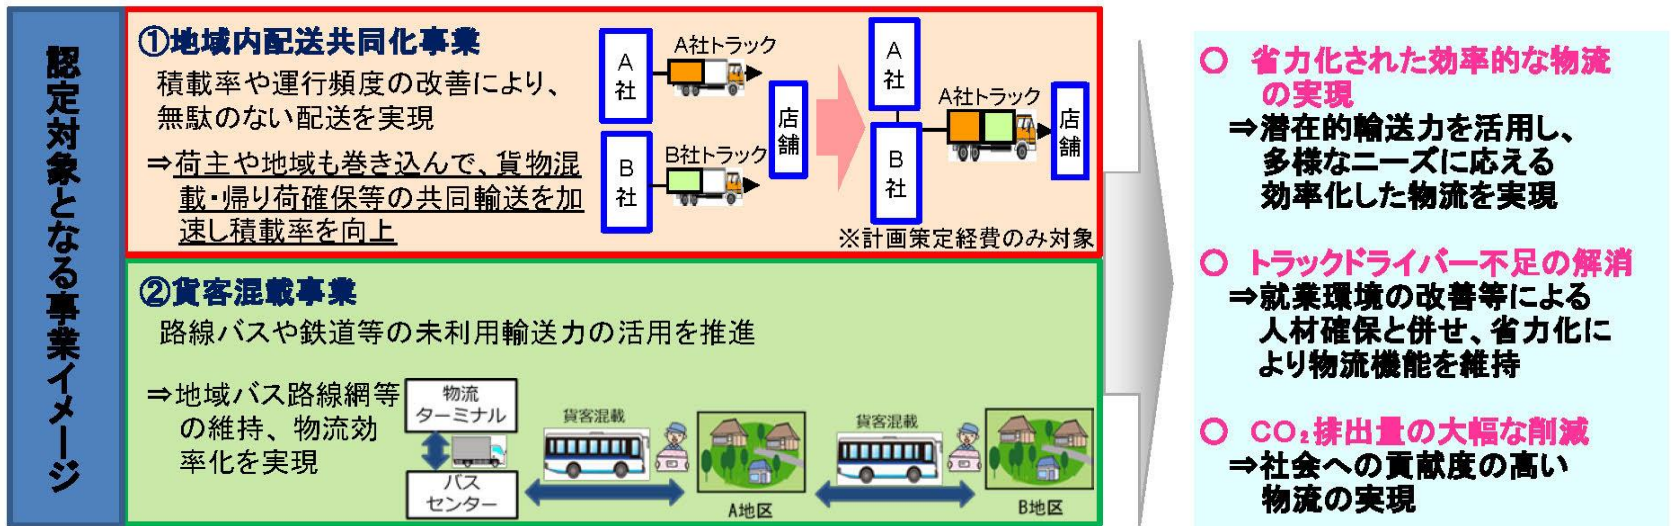 認定対象となる事業イメージ
①地域内配送共同化事業
積載率や運行頻度の改善により、
無駄のない配送を実現
⇒荷主や地域も巻き込んで、貨物混
載・帰り荷確保等の共同輸送を加
速し積載率を向上
A社
A社トラック
B社
B社トラック
店舗
A社
B社
A社トラック
店舗
※計画策定経費のみ対象
②貨客混載事業
路線バスや鉄道等の未利用輸送力の活用を推進
⇒地域バス路線網等
の維持、物流効
率化を実現
物流
ターミナル
バス
センター
貨客混載
A地区
貨客混載
B地区
○ 省力化された効率的な物流
の実現
⇒潜在的輸送力を活用し、
多様なニーズに応える
効率化した物流を実現
○ トラックドライバー不足の解消
⇒就業環境の改善等による
人材確保と併せ、省力化に
より物流機能を維持
○ CO₂排出量の大幅な削減
⇒社会への貢献度の高い
物流の実現